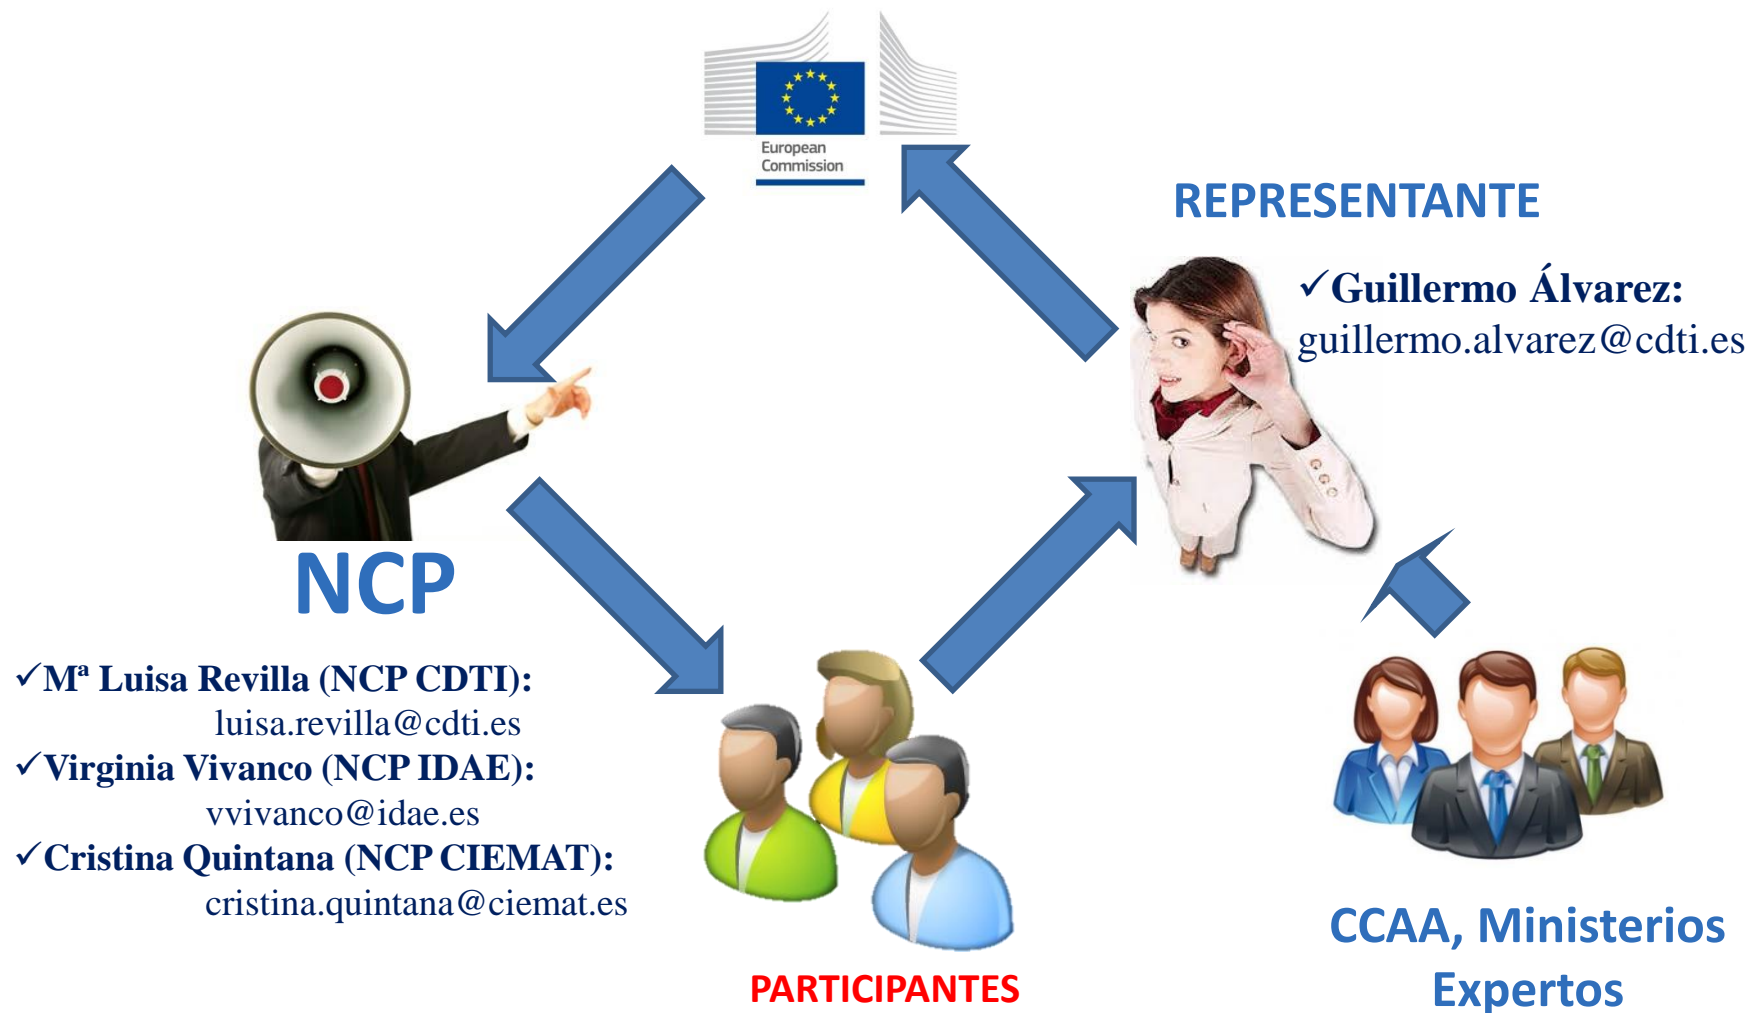 European
Commission
REPRESENTANTE
✓Guillermo Álvarez:
guillermo.alvarez@cdti.es
NCP
✓Mª Luisa Revilla (NCP CDTI):
luisa.revilla@cdti.es
✓Virginia Vivanco (NCP IDAE):
vvivanco@idae.es
✓Cristina Quintana (NCP CIEMAT):
cristina.quintana@ciemat.es
PARTICIPANTES
CCAA, Ministerios
Expertos